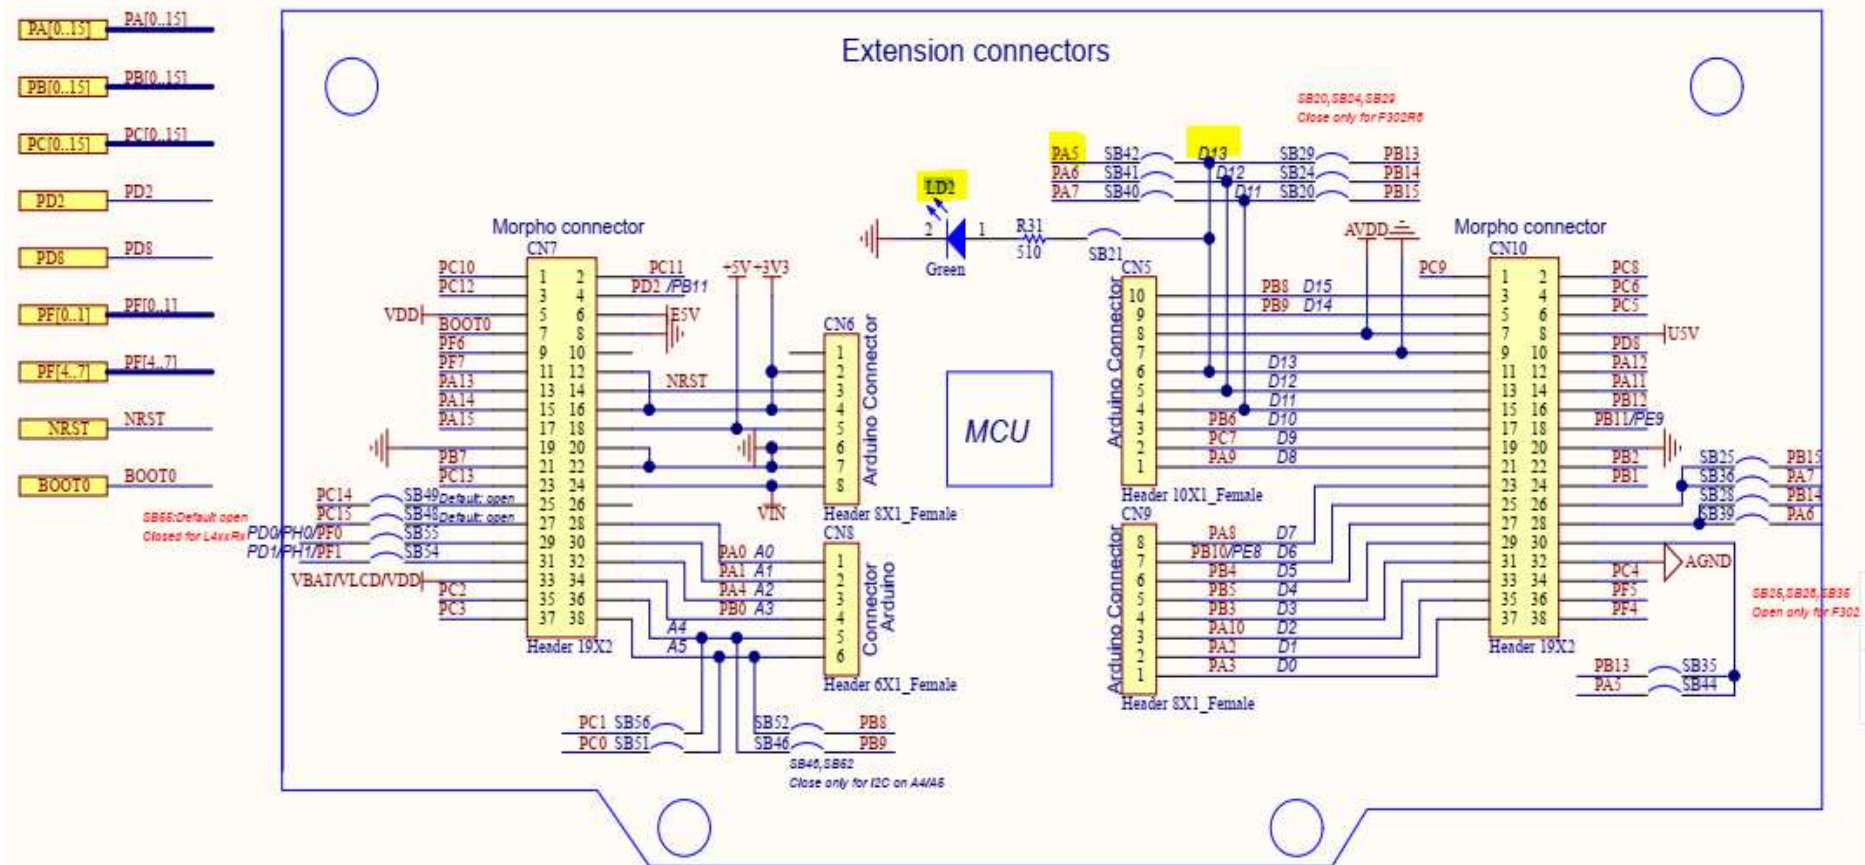 PA[0..15] PA[0..15]
PB[0..15] PB[0..15]
PC[0..15] PC[0..15]
PD2 PD2
PD8 PD8
PF[0..1] PF[0..1]
PF[4..7] PF[4..7]
NRST NRST
BOOT0 BOOT0
Extension connectors
SB20,SB24,SB29
Close only for F302R8
PA5 SB42 D13 SB29 PB13
PA6 SB41 D12 SB24 PB14
PA7 SB40 D11 SB20 PB15
LD2
2 1 R31
510
SB21
Green
Morpho connector
CN7
PC10 1 2 PC11
PC12 3 4 PD2 /PB11
VDD 5 6 E5V
BOOT0 7 8
PF6 9 10
PF7 11 12
PA13 13 14 NRST
PA14 15 16
PA15 17 18
19 20
PB7 21 22
PC13 23 24
PC14 SB49 Default: open 25 26
PC15 SB48 Default: open 27 28
PD0/PH0/PF0 SB55 29 30
PD1/PH1/PF1 SB54 31 32
VBAT/VLCD/VDD 33 34
PC2 35 36
PC3 37 38
Header 19X2
SB55:Default open
Closed for L4xxRx
+5V +3V3
VIN
CN6
1
2
3
4
5
6
7
8
Arduino Connector
Header 8X1_Female
CN8
PA0 A0 1
PA1 A1 2
PA4 A2 3
PB0 A3 4
A4 5
A5 6
Connector
Arduino
Header 6X1_Female
PC1 SB56 SB52 PB8
PC0 SB51 SB46 PB9
SB46,SB52
Close only for I2C on A4/A5
MCU
AVDD
CN5
Arduino Connector
10 PB8 D15
9 PB9 D14
8
7
6 D13
5 D12
4 D11
3 PB6 D10
2 PC7 D9
1 PA9 D8
Header 10X1_Female
CN9
Arduino Connector
8 PA8 D7
7 PB10/PE8 D6
6 PB4 D5
5 PB5 D4
4 PB3 D3
3 PA10 D2
2 PA2 D1
1 PA3 D0
Header 8X1_Female
Morpho connector
CN10
PC9 1 2 PC8
3 4 PC6
5 6 PC5
7 8 U5V
9 10 PD8
11 12 PA12
13 14 PA11
15 16 PB12
17 18 PB11/PE9
19 20
21 22 PB2
23 24 PB1
25 26
27 28
29 30
31 32 AGND
33 34 PC4
35 36 PF5
37 38 PF4
Header 19X2
SB25 PB15
SB36 PA7
SB28 PB14
SB39 PA6
SB25,SB28,SB35
Open only for F302
PB13 SB35
PA5 SB44